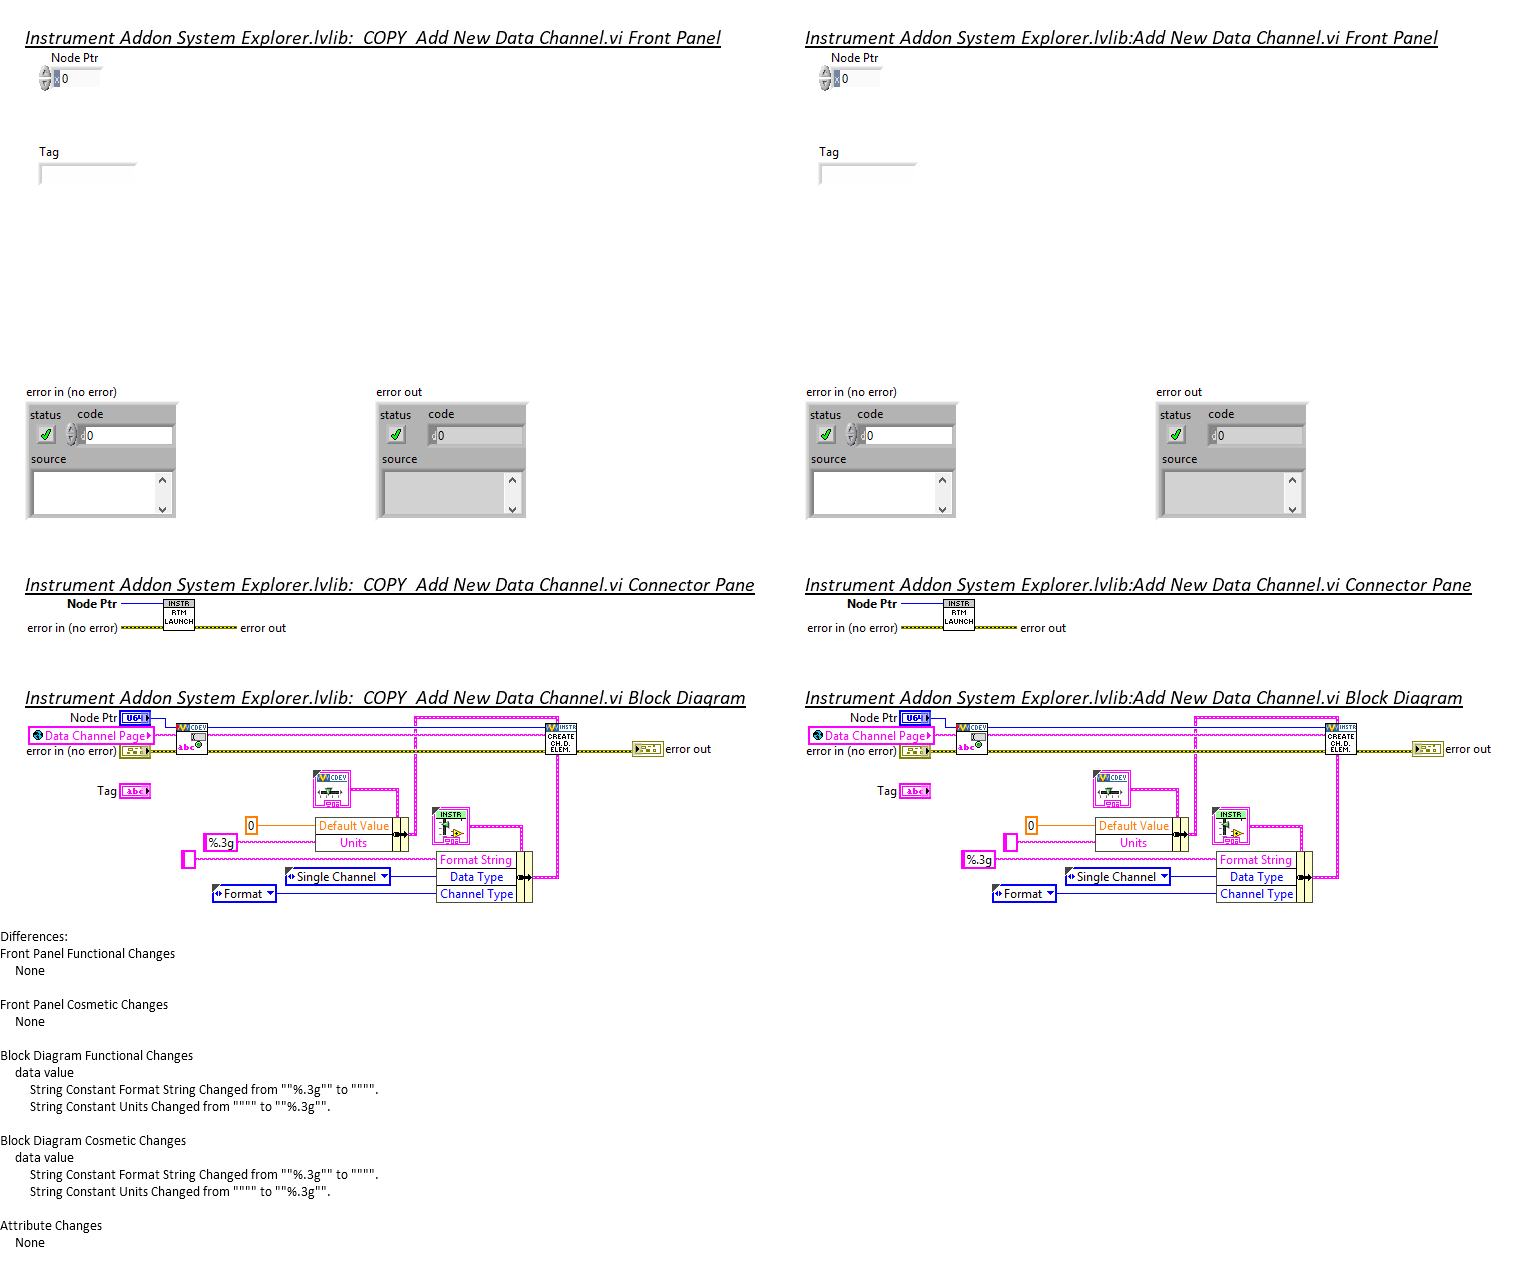 Instrument Addon System Explorer.lvlib:  COPY  Add New Data Channel.vi Front Panel
Node Ptr
x 0
Tag
error in (no error)
status
code
d 0
source
error out
status
code
d 0
source
Instrument Addon System Explorer.lvlib:Add New Data Channel.vi Front Panel
Node Ptr
x 0
Tag
error in (no error)
status
code
d 0
source
error out
status
code
d 0
source
Instrument Addon System Explorer.lvlib:  COPY  Add New Data Channel.vi Connector Pane
Node Ptr
INSTR
RTM
LAUNCH
error in (no error)
error out
Instrument Addon System Explorer.lvlib:Add New Data Channel.vi Connector Pane
Node Ptr
INSTR
RTM
LAUNCH
error in (no error)
error out
Instrument Addon System Explorer.lvlib:  COPY  Add New Data Channel.vi Block Diagram
Node Ptr
U64
CDEV
abc
INSTR
CREATE
CH.D.
ELEM.
Data Channel Page
error in (no error)
error out
Tag
abc
CDEV
INSTR
0
Default Value
%.3g
Units
Format String
Single Channel
Data Type
Format
Channel Type
Instrument Addon System Explorer.lvlib:Add New Data Channel.vi Block Diagram
Node Ptr
U64
CDEV
abc
INSTR
CREATE
CH.D.
ELEM.
Data Channel Page
error in (no error)
error out
Tag
abc
CDEV
INSTR
0
Default Value
Units
%.3g
Format String
Single Channel
Data Type
Format
Channel Type
Differences:
Front Panel Functional Changes
None
Front Panel Cosmetic Changes
None
Block Diagram Functional Changes
data value
String Constant Format String Changed from ""%.3g"" to """".
String Constant Units Changed from """" to ""%.3g"".
Block Diagram Cosmetic Changes
data value
String Constant Format String Changed from ""%.3g"" to """".
String Constant Units Changed from """" to ""%.3g"".
Attribute Changes
None